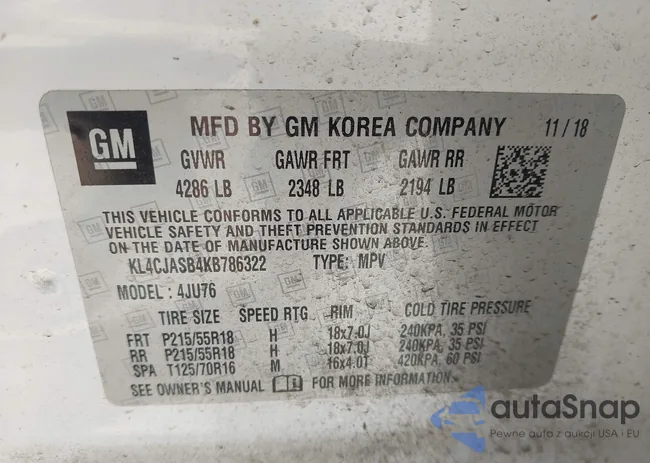 GM
MFD BY GM KOREA COMPANY 11/18
GVWR GAWR FRT GAWR RR
4286 LB 2348 LB 2194 LB
THIS VEHICLE CONFORMS TO ALL APPLICABLE U.S. FEDERAL MOTOR
VEHICLE SAFETY AND THEFT PREVENTION STANDARDS IN EFFECT
ON THE DATE OF MANUFACTURE SHOWN ABOVE.
KL4CJASB4KB786322 TYPE: MPV
MODEL: 4JU76
TIRE SIZE SPEED RTG RIM COLD TIRE PRESSURE
FRT P215/55R18 H 18x7.0J 240KPA, 35 PSI
RR P215/55R18 H 18x7.0J 240KPA, 35 PSI
SPA T125/70R16 M 16x4.0T 420KPA, 60 PSI
SEE OWNER'S MANUAL FOR MORE INFORMATION.
autaSnap
Pewne auta z aukcji USA i EU